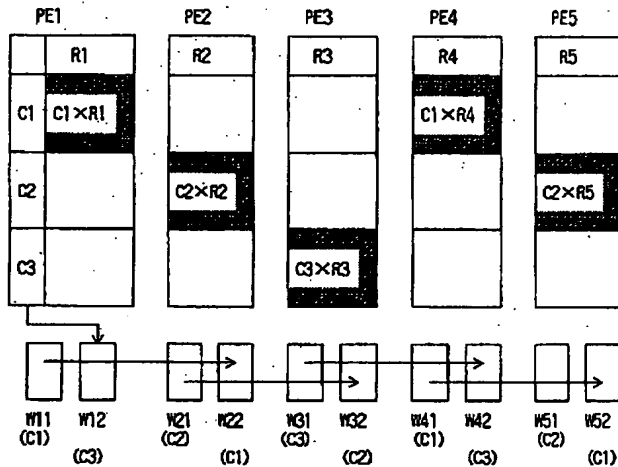 PE1 PE2 PE3 PE4 PE5
R1 R2 R3 R4 R5
C1 C1×R1 C1×R4
C2 C2×R2 C2×R5
C3 C3×R3
W11 W12 W21 W22 W31 W32 W41 W42 W51 W52
(C1) (C2) (C3) (C1) (C2)
(C3) (C1) (C2) (C3) (C1)